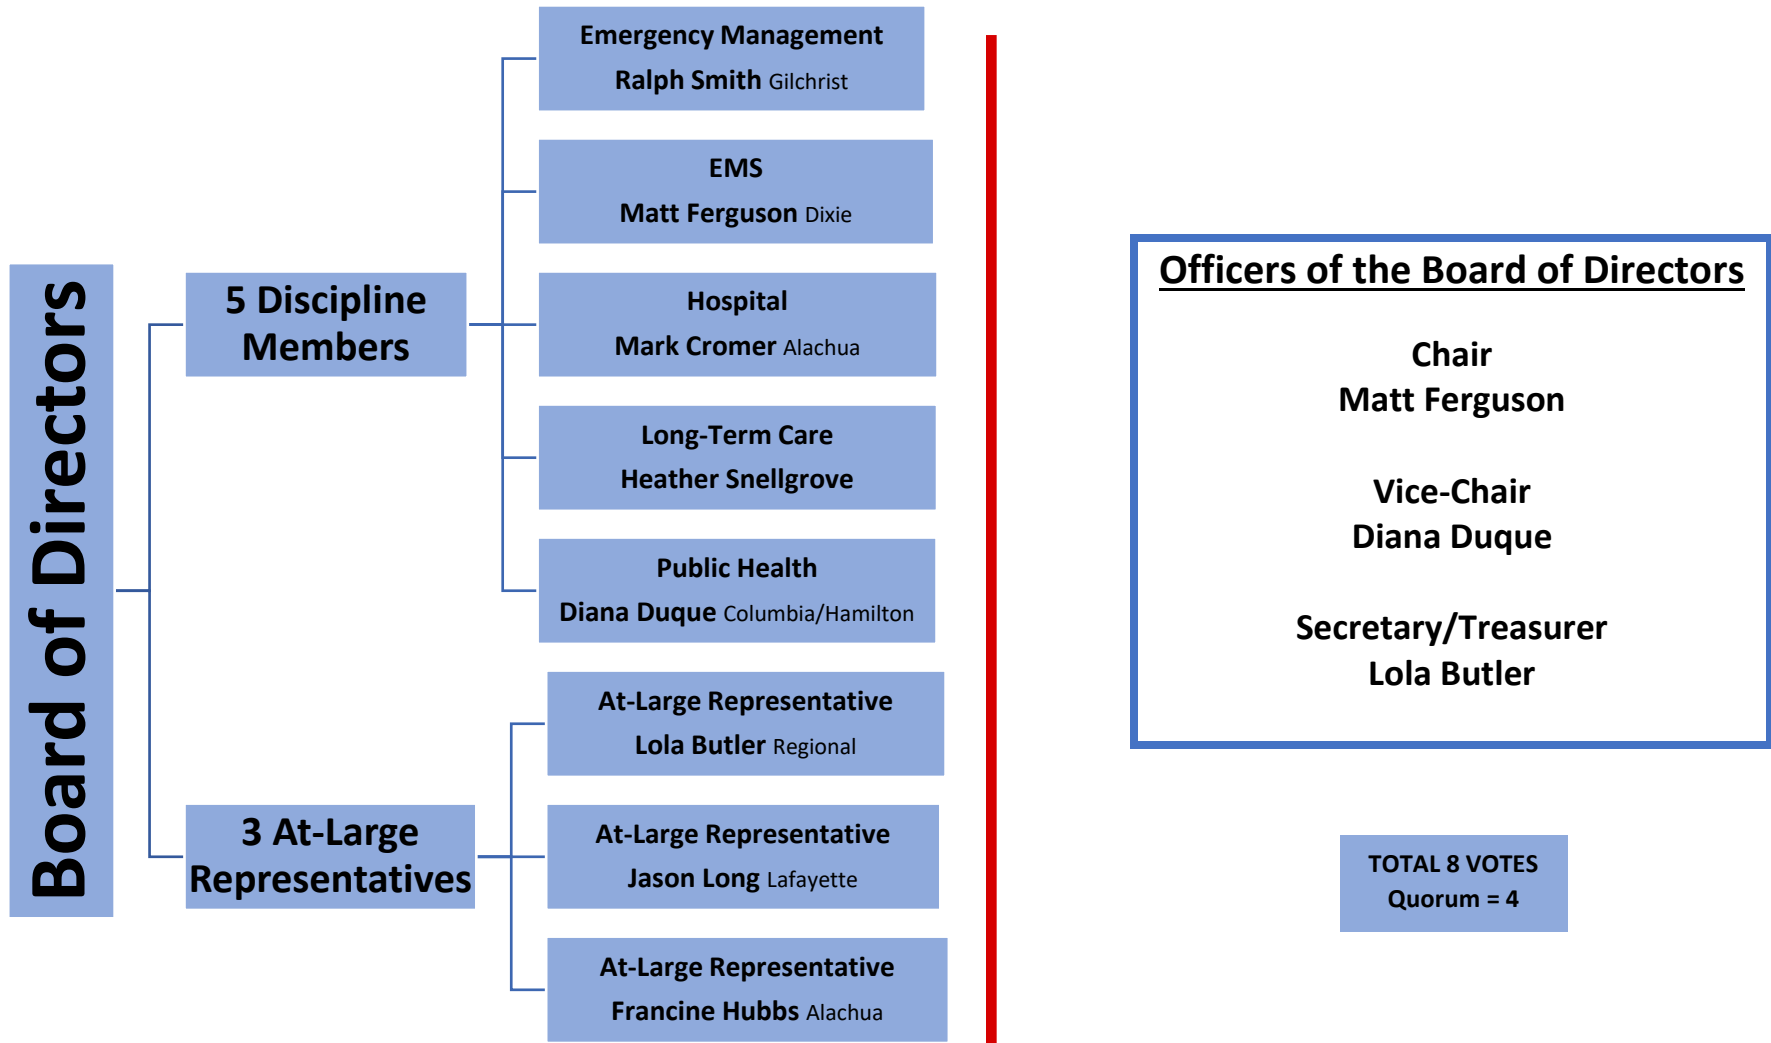 Board of Directors
5 Discipline
Members
Emergency Management
Ralph Smith Gilchrist
EMS
Matt Ferguson Dixie
Hospital
Mark Cromer Alachua
Long-Term Care
Heather Snellgrove
Public Health
Diana Duque Columbia/Hamilton
3 At-Large
Representatives
At-Large Representative
Lola Butler Regional
At-Large Representative
Jason Long Lafayette
At-Large Representative
Francine Hubbs Alachua
Officers of the Board of Directors
Chair
Matt Ferguson
Vice-Chair
Diana Duque
Secretary/Treasurer
Lola Butler
TOTAL 8 VOTES
Quorum = 4